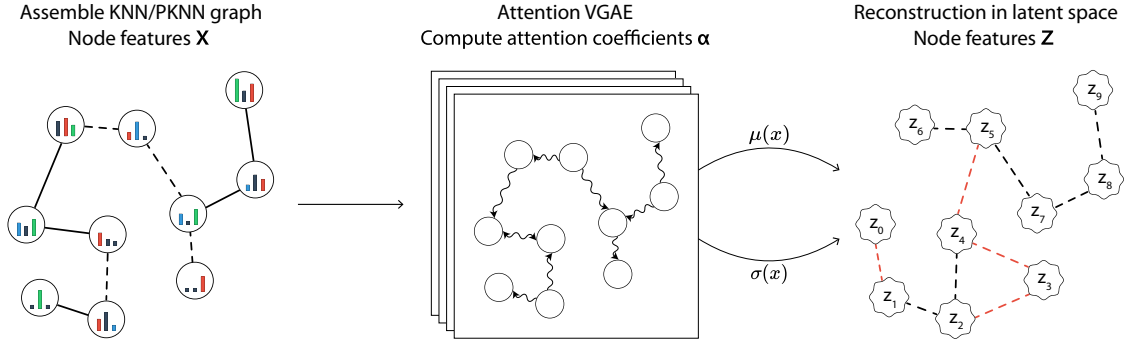 Assemble KNN/PKNN graph
Node features X
Attention VGAE
Compute attention coefficients α
Reconstruction in latent space
Node features Z
μ(x)
σ(x)
z₉
z₆
z₅
z₈
z₇
z₀
z₄
z₃
z₁
z₂